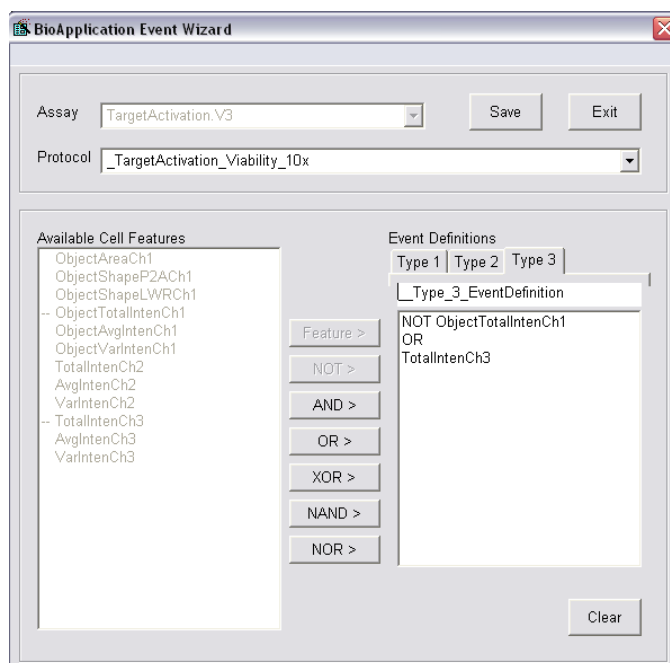 BioApplication Event Wizard
Assay
TargetActivation.V3
Save
Exit
Protocol
_TargetActivation_Viability_10x
Available Cell Features
ObjectAreaCh1
ObjectShapeP2ACh1
ObjectShapeLWRCh1
-- ObjectTotalIntenCh1
ObjectAvgIntenCh1
ObjectVarIntenCh1
TotalIntenCh2
AvgIntenCh2
VarIntenCh2
-- TotalIntenCh3
AvgIntenCh3
VarIntenCh3
Feature >
NOT >
AND >
OR >
XOR >
NAND >
NOR >
Event Definitions
Type 1
Type 2
Type 3
__Type_3_EventDefinition
NOT ObjectTotalIntenCh1
OR
TotalIntenCh3
Clear